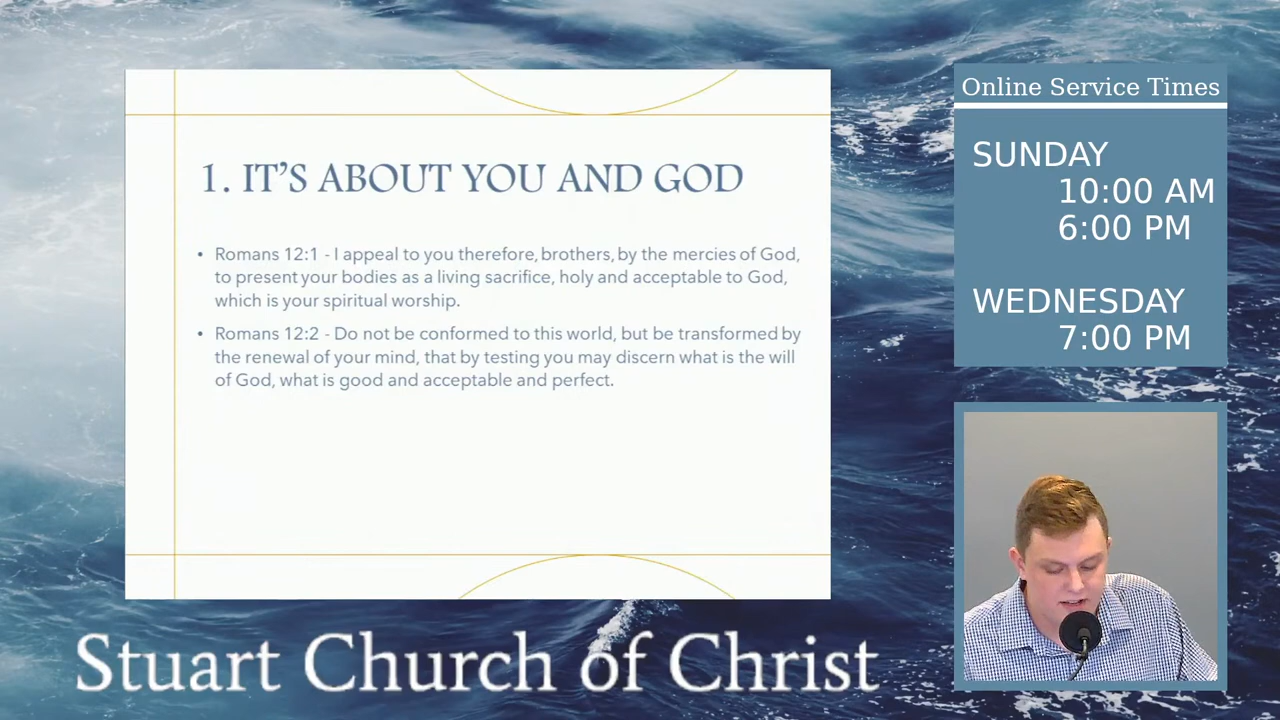 1. IT'S ABOUT YOU AND GOD
• Romans 12:1 - I appeal to you therefore, brothers, by the mercies of God,
to present your bodies as a living sacrifice, holy and acceptable to God,
which is your spiritual worship.
• Romans 12:2 - Do not be conformed to this world, but be transformed by
the renewal of your mind, that by testing you may discern what is the will
of God, what is good and acceptable and perfect.
Stuart Church of Christ
Online Service Times
SUNDAY
10:00 AM
6:00 PM
WEDNESDAY
7:00 PM